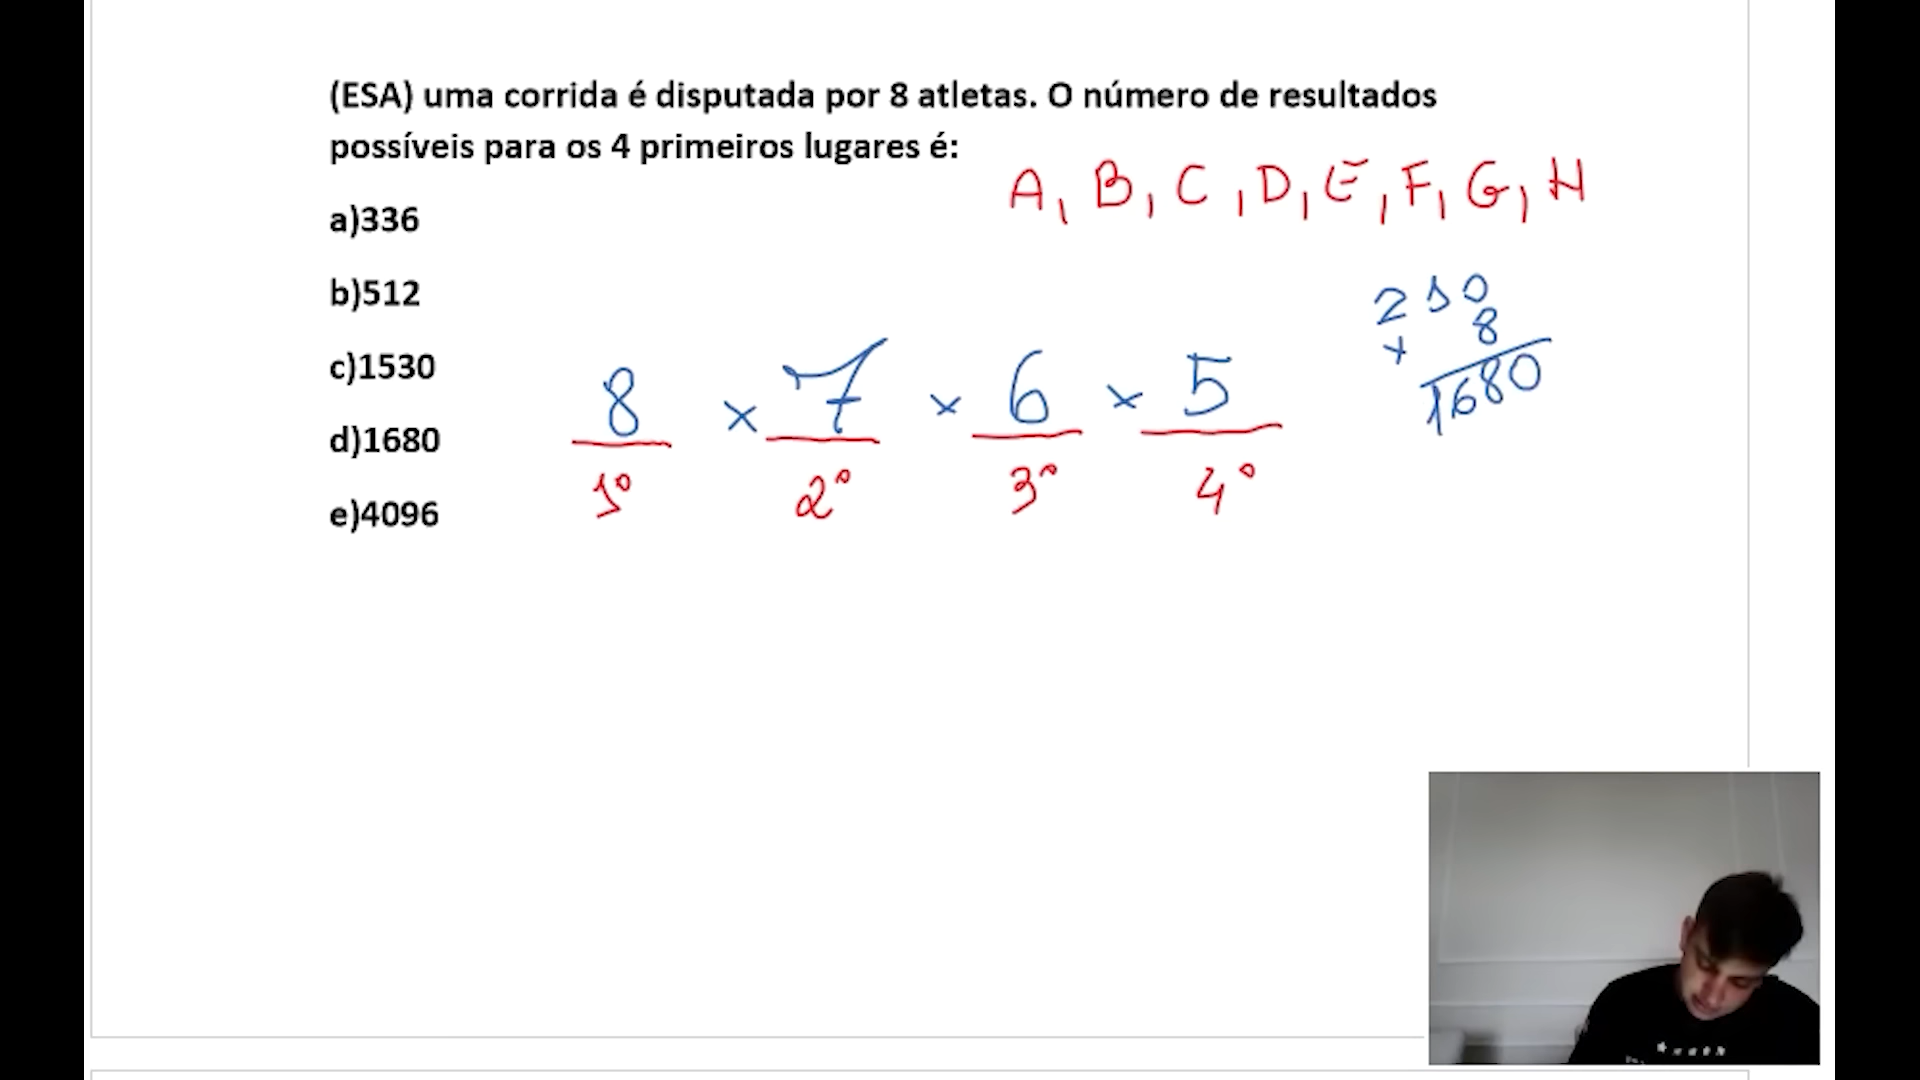 (ESA) uma corrida é disputada por 8 atletas. O número de resultados
possíveis para os 4 primeiros lugares é:
A, B, C, D, E, F, G, H
a)336
b)512
c)1530
d)1680
e)4096
210
x 8
1680
8 x 7 x 6 x 5
1º 2º 3º 4º